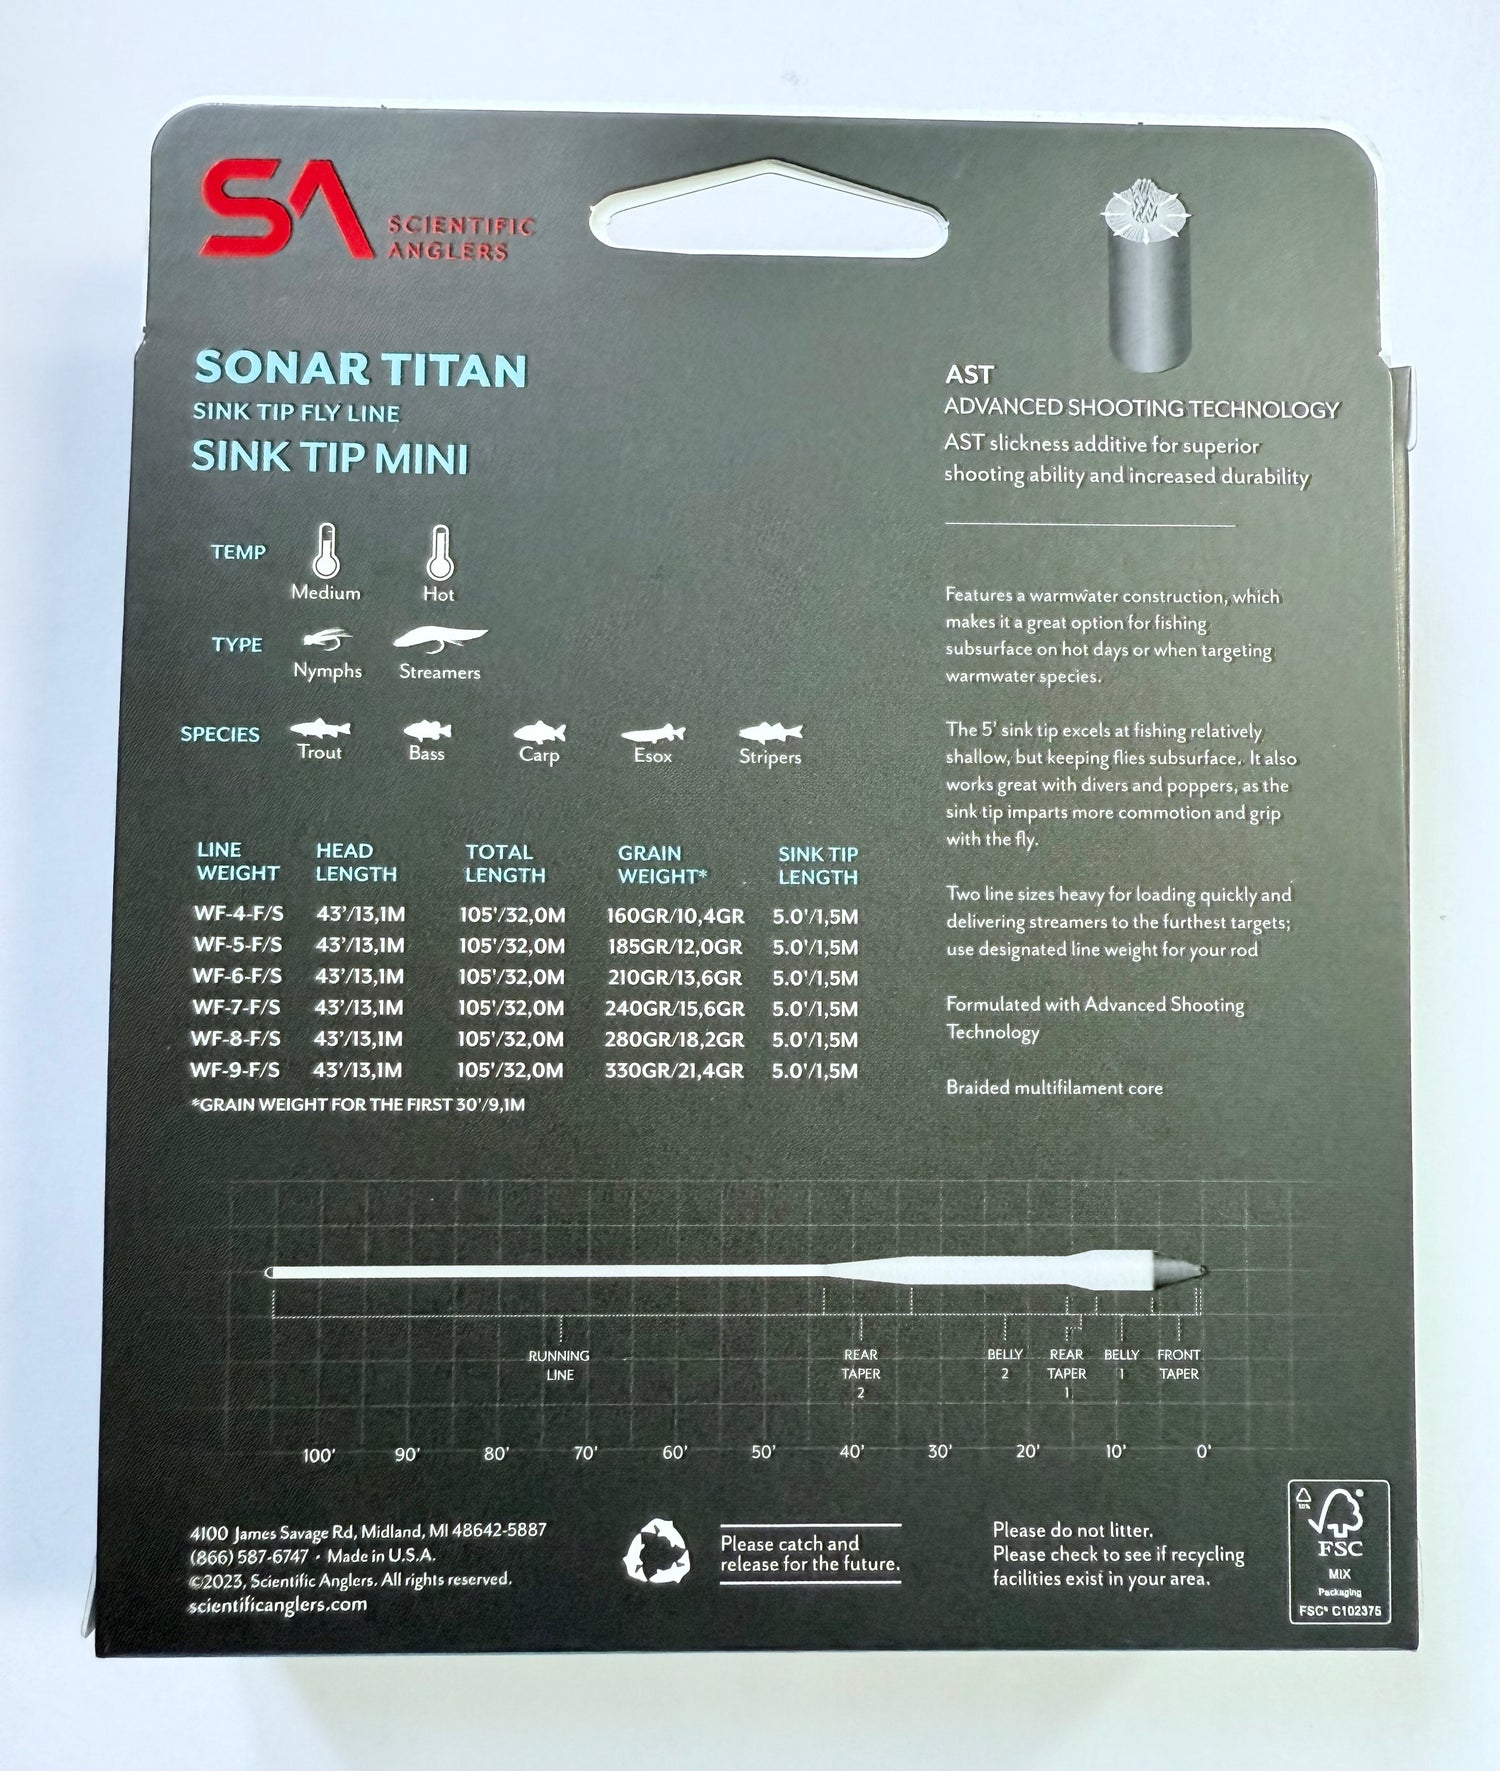 SA SCIENTIFIC
ANGLERS
SONAR TITAN
SINK TIP FLY LINE
SINK TIP MINI
TEMP
Medium Hot
TYPE
Nymphs Streamers
SPECIES
Trout Bass Carp Esox Stripers
LINE WEIGHT HEAD LENGTH TOTAL LENGTH GRAIN WEIGHT* SINK TIP LENGTH
WF-4-F/S 43'/13,1M 105'/32,0M 160GR/10,4GR 5.0'/1,5M
WF-5-F/S 43'/13,1M 105'/32,0M 185GR/12,0GR 5.0'/1,5M
WF-6-F/S 43'/13,1M 105'/32,0M 210GR/13,6GR 5.0'/1,5M
WF-7-F/S 43'/13,1M 105'/32,0M 240GR/15,6GR 5.0'/1,5M
WF-8-F/S 43'/13,1M 105'/32,0M 280GR/18,2GR 5.0'/1,5M
WF-9-F/S 43'/13,1M 105'/32,0M 330GR/21,4GR 5.0'/1,5M
*GRAIN WEIGHT FOR THE FIRST 30'/9,1M
AST
ADVANCED SHOOTING TECHNOLOGY
AST slickness additive for superior
shooting ability and increased durability
Features a warmwater construction, which
makes it a great option for fishing
subsurface on hot days or when targeting
warmwater species.
The 5' sink tip excels at fishing relatively
shallow, but keeping flies subsurface. It also
works great with divers and poppers, as the
sink tip imparts more commotion and grip
with the fly.
Two line sizes heavy for loading quickly and
delivering streamers to the furthest targets;
use designated line weight for your rod
Formulated with Advanced Shooting
Technology
Braided multifilament core
RUNNING LINE
REAR TAPER 2
BELLY 2
REAR TAPER 1
BELLY 1
FRONT TAPER
100' 90' 80' 70' 60' 50' 40' 30' 20' 10' 0'
4100 James Savage Rd, Midland, MI 48642-5887
(866) 587-6747 • Made in U.S.A.
©2023, Scientific Anglers. All rights reserved.
scientificanglers.com
Please catch and
release for the future.
Please do not litter.
Please check to see if recycling
facilities exist in your area.
FSC
MIX
Packaging
FSC® C102375